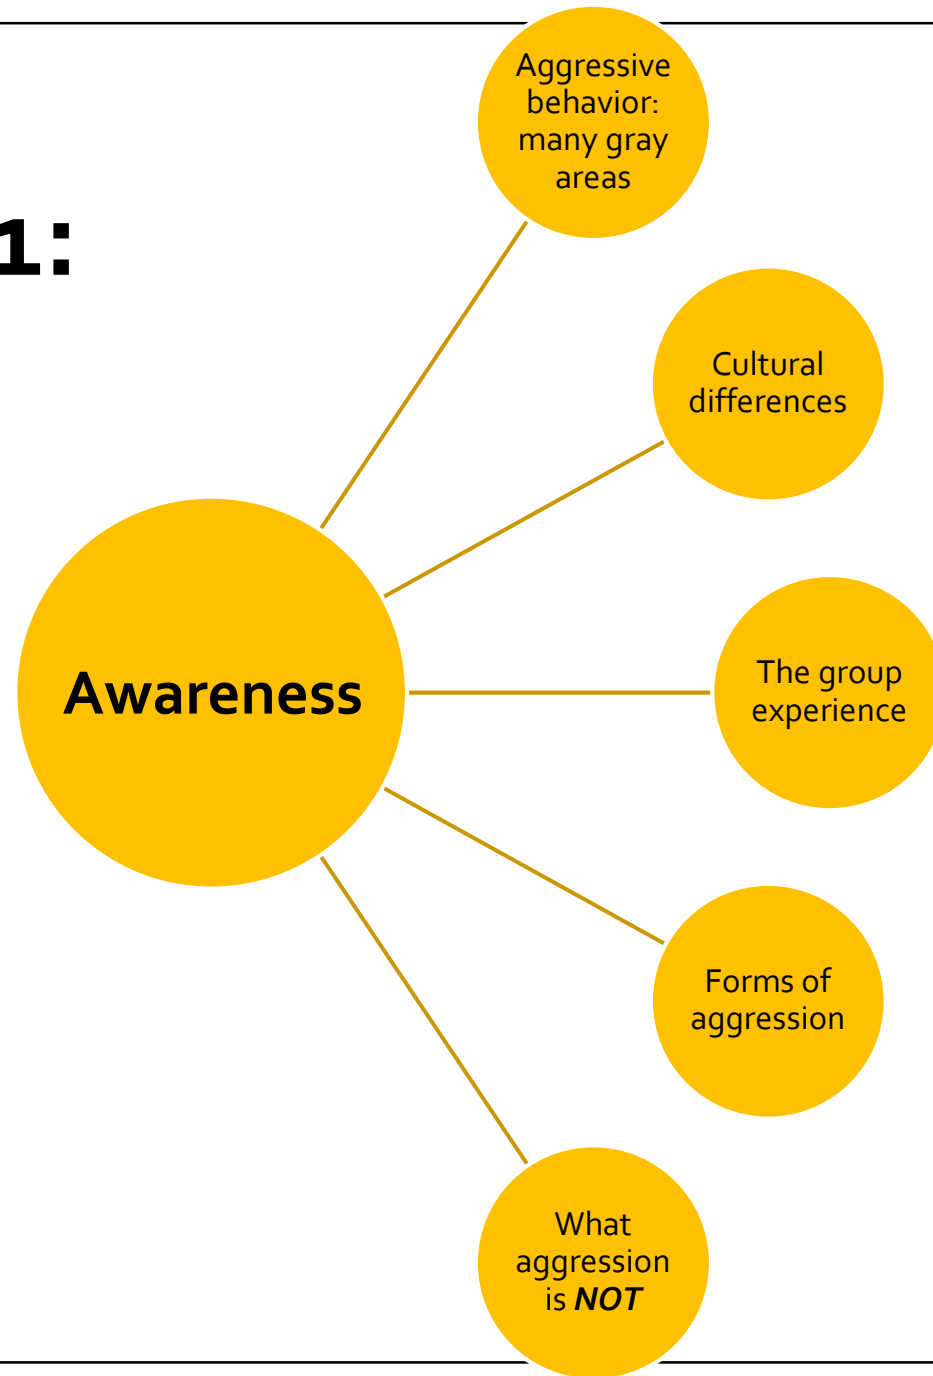 1:
Aggressive
behavior:
many gray
areas
Cultural
differences
Awareness
The group
experience
Forms of
aggression
What
aggression
is NOT